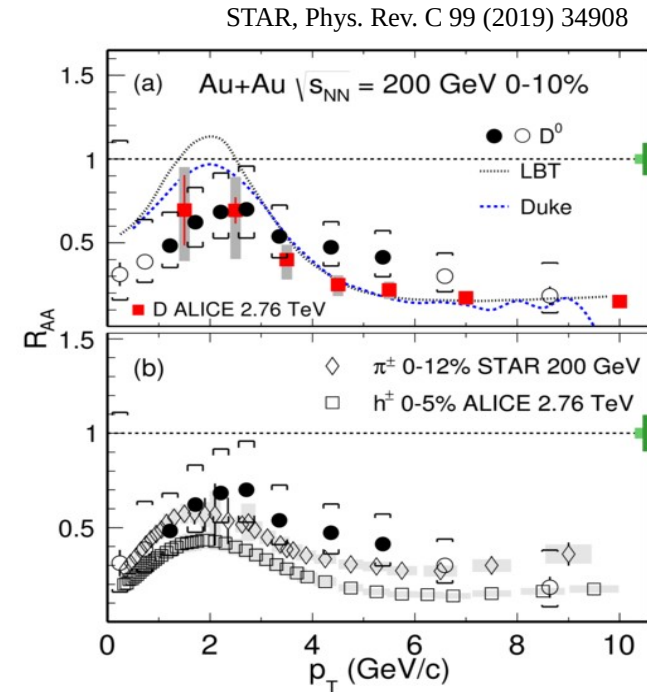 STAR, Phys. Rev. C 99 (2019) 34908
1.5
(a) Au+Au √sNN = 200 GeV 0-10%
D0
1
LBT
Duke
0.5
D ALICE 2.76 TeV
RAA
1.5
(b) π± 0-12% STAR 200 GeV
h± 0-5% ALICE 2.76 TeV
1
0.5
0 2 4 6 8 10
pT (GeV/c)